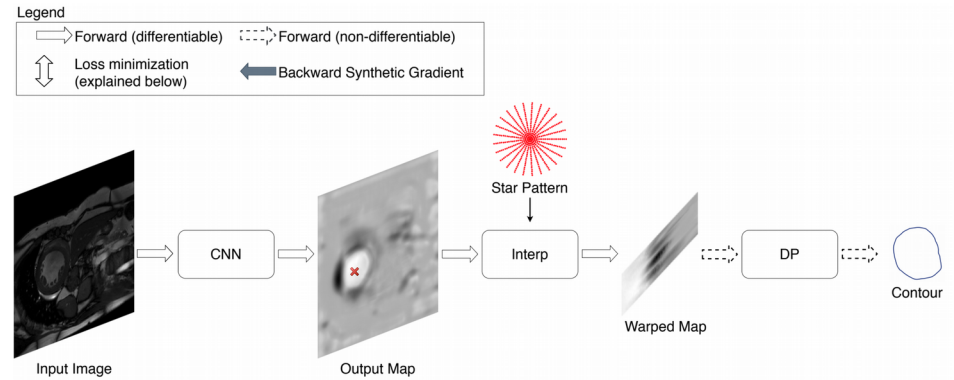 Legend
Forward (differentiable)
Forward (non-differentiable)
Loss minimization
(explained below)
Backward Synthetic Gradient
Star Pattern
CNN
Interp
DP
Contour
Warped Map
Input Image
Output Map